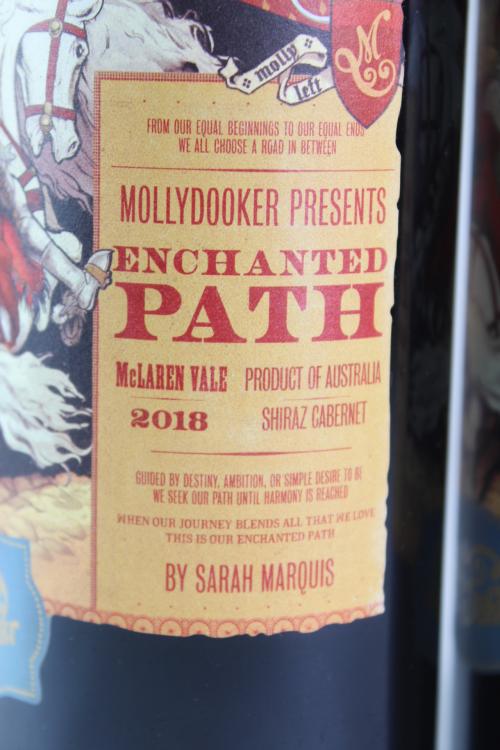 molly
left
M
FROM OUR EQUAL BEGINNINGS TO OUR EQUAL ENDS
WE ALL CHOOSE A ROAD IN BETWEEN
MOLLYDOOKER PRESENTS
ENCHANTED
PATH
McLAREN VALE PRODUCT OF AUSTRALIA
2018 SHIRAZ CABERNET
GUIDED BY DESTINY, AMBITION, OR SIMPLE DESIRE TO BE
WE SEEK OUR PATH UNTIL HARMONY IS REACHED
WHEN OUR JOURNEY BLENDS ALL THAT WE LOVE
THIS IS OUR ENCHANTED PATH
BY SARAH MARQUIS